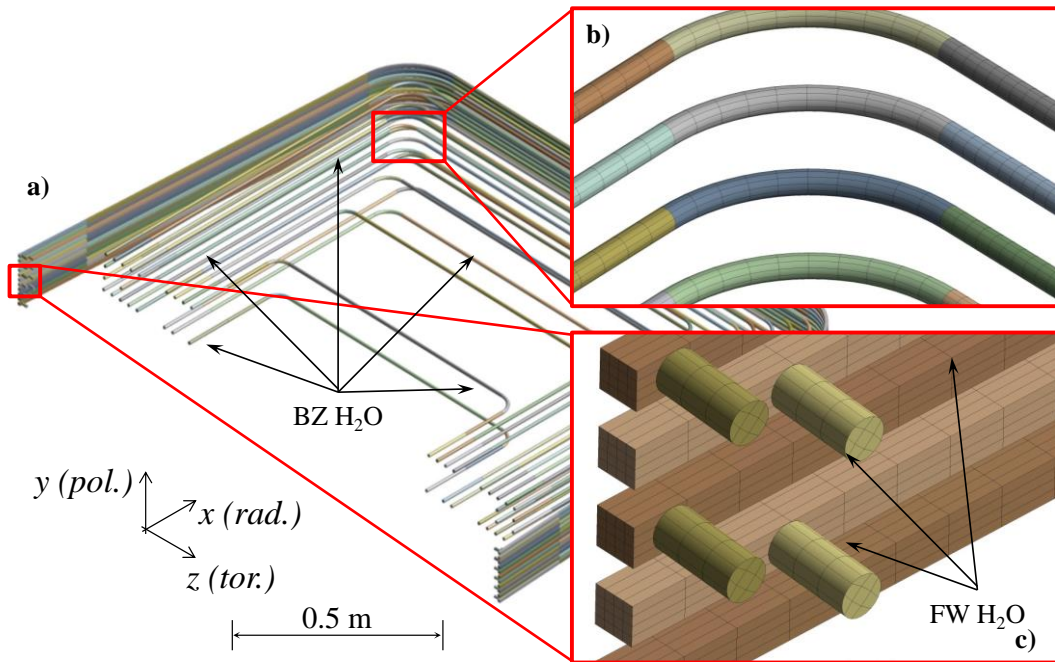 b)
a)
BZ H₂O
y (pol.)
x (rad.)
z (tor.)
0.5 m
FW H₂O
c)